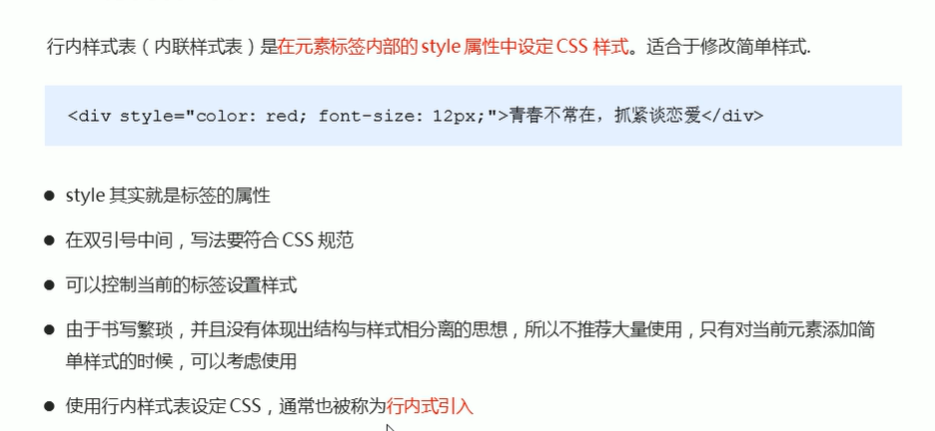 行内样式表（内联样式表）是在元素标签内部的 style 属性中设定 CSS 样式。适合于修改简单样式.
<div style="color: red; font-size: 12px;">青春不常在，抓紧谈恋爱</div>
● style 其实就是标签的属性
● 在双引号中间，写法要符合 CSS 规范
● 可以控制当前的标签设置样式
● 由于书写繁琐，并且没有体现出结构与样式相分离的思想，所以不推荐大量使用，只有对当前元素添加简
单样式的时候，可以考虑使用
● 使用行内样式表设定 CSS，通常也被称为行内式引入